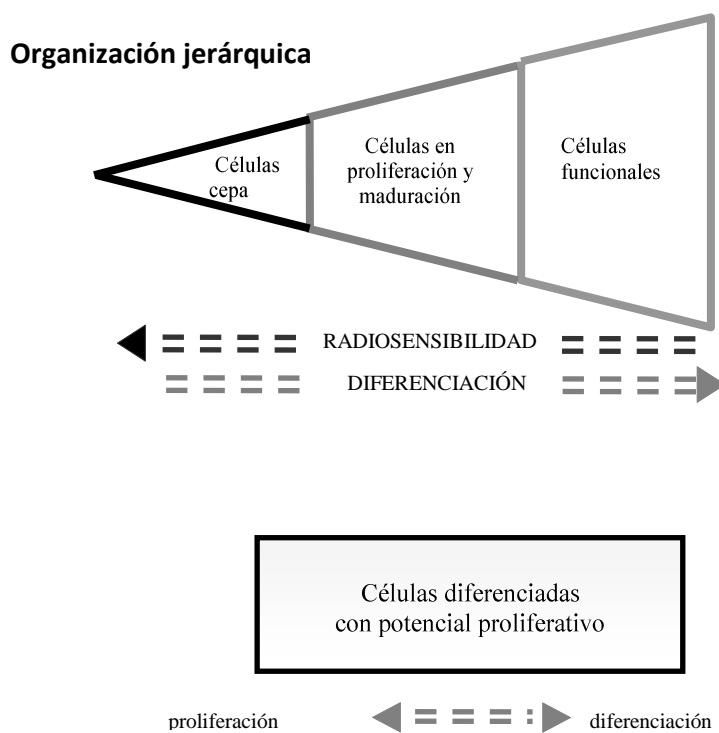 Organización jerárquica
Células
cepa
Células en
proliferación y
maduración
Células
funcionales
RADIOSENSIBILIDAD
DIFERENCIACIÓN
Células diferenciadas
con potencial proliferativo
proliferación
diferenciación